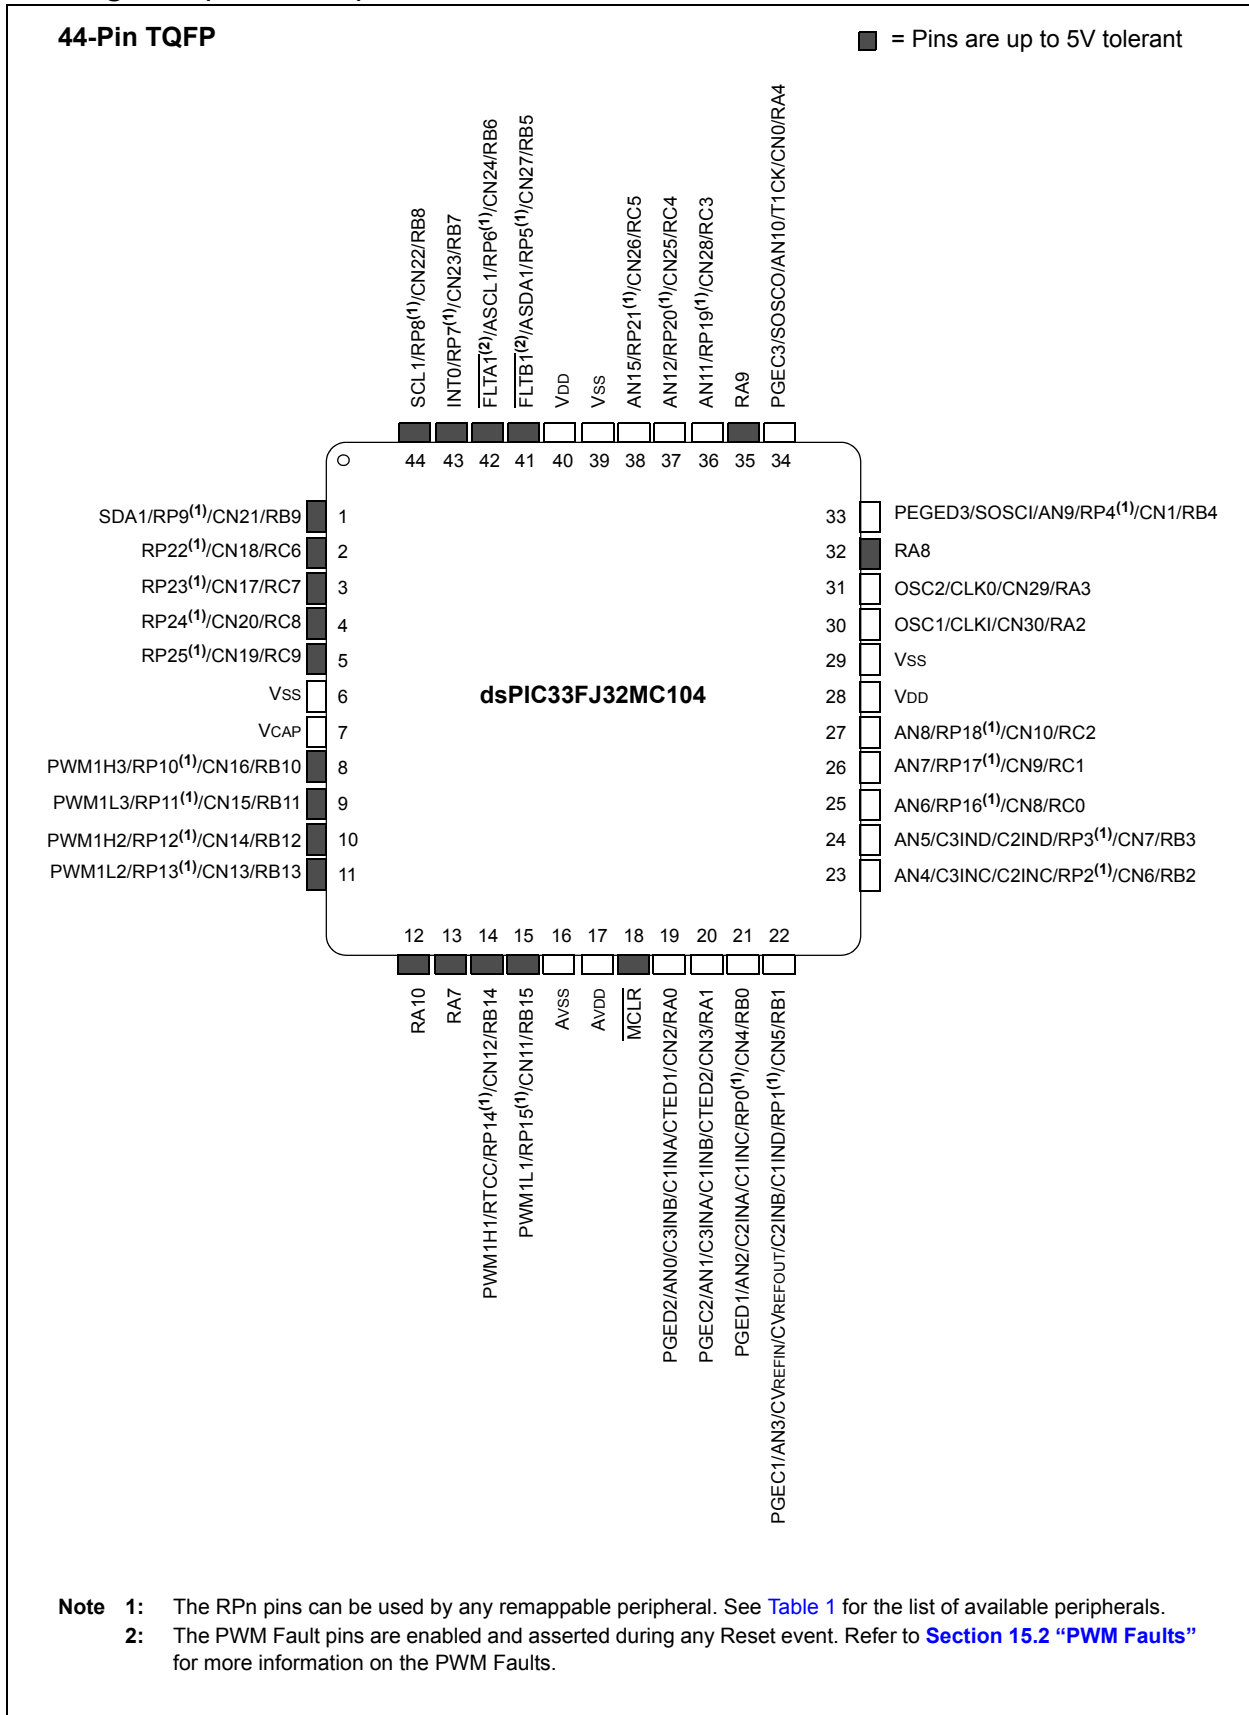 44-Pin TQFP
= Pins are up to 5V tolerant
SCL1/RP8(1)/CN22/RB8
INT0/RP7(1)/CN23/RB7
FLTA1(2)/ASCL1/RP6(1)/CN24/RB6
FLTB1(2)/ASDA1/RP5(1)/CN27/RB5
VDD
VSS
AN15/RP21(1)/CN26/RC5
AN12/RP20(1)/CN25/RC4
AN11/RP19(1)/CN28/RC3
RA9
PGEC3/SOSCO/AN10/T1CK/CN0/RA4
44 43 42 41 40 39 38 37 36 35 34
SDA1/RP9(1)/CN21/RB9 1
RP22(1)/CN18/RC6 2
RP23(1)/CN17/RC7 3
RP24(1)/CN20/RC8 4
RP25(1)/CN19/RC9 5
VSS 6
VCAP 7
PWM1H3/RP10(1)/CN16/RB10 8
PWM1L3/RP11(1)/CN15/RB11 9
PWM1H2/RP12(1)/CN14/RB12 10
PWM1L2/RP13(1)/CN13/RB13 11
dsPIC33FJ32MC104
33 PEGED3/SOSCI/AN9/RP4(1)/CN1/RB4
32 RA8
31 OSC2/CLK0/CN29/RA3
30 OSC1/CLKI/CN30/RA2
29 VSS
28 VDD
27 AN8/RP18(1)/CN10/RC2
26 AN7/RP17(1)/CN9/RC1
25 AN6/RP16(1)/CN8/RC0
24 AN5/C3IND/C2IND/RP3(1)/CN7/RB3
23 AN4/C3INC/C2INC/RP2(1)/CN6/RB2
12 13 14 15 16 17 18 19 20 21 22
RA10
RA7
PWM1H1/RTCC/RP14(1)/CN12/RB14
PWM1L1/RP15(1)/CN11/RB15
AVSS
AVDD
MCLR
PGED2/AN0/C3INB/C1INA/CTED1/CN2/RA0
PGEC2/AN1/C3INA/C1INB/CTED2/CN3/RA1
PGED1/AN2/C2INA/C1INC/RP0(1)/CN4/RB0
PGEC1/AN3/CVREFIN/CVREFOUT/C2INB/C1IND/RP1(1)/CN5/RB1
Note 1: The RPn pins can be used by any remappable peripheral. See Table 1 for the list of available peripherals.
2: The PWM Fault pins are enabled and asserted during any Reset event. Refer to Section 15.2 “PWM Faults”
for more information on the PWM Faults.